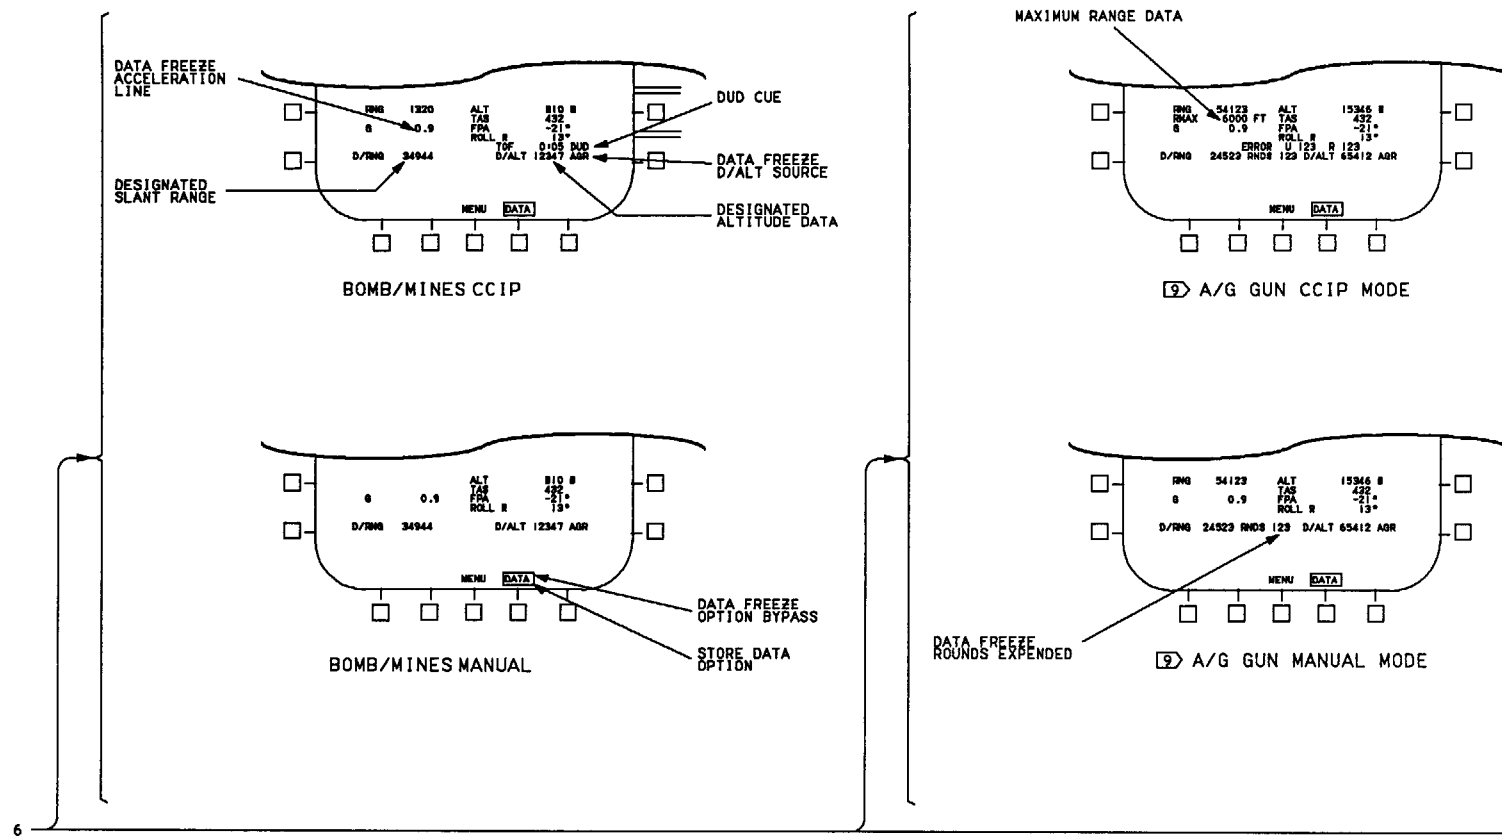 DATA FREEZE
ACCELERATION
LINE
DESIGNATED
SLANT RANGE
RNG 1320 ALT 810 B
TAS 432
G 0.9 FPA -21°
ROLL R 13°
TOF 0:05 DUD
D/RNG 34944 D/ALT 12347 AGR
MENU DATA
DUD CUE
DATA FREEZE
D/ALT SOURCE
DESIGNATED
ALTITUDE DATA
BOMB/MINES CCIP
MAXIMUM RANGE DATA
RNG 54123 ALT 15346 B
RMAX 6000 FT TAS 432
G 0.9 FPA -21°
ROLL R 13°
ERROR U 123 R 123
D/RNG 24523 RNDS 123 D/ALT 65412 AGR
MENU DATA
9 A/G GUN CCIP MODE
ALT 810 B
TAS 432
G 0.9 FPA -21°
ROLL R 13°
D/RNG 34944 D/ALT 12347 AGR
MENU DATA
DATA FREEZE
OPTION BYPASS
STORE DATA
OPTION
BOMB/MINES MANUAL
RNG 54123 ALT 15346 B
TAS 432
G 0.9 FPA -21°
ROLL R 13°
D/RNG 24523 RNDS 123 D/ALT 65412 AGR
MENU DATA
DATA FREEZE
ROUNDS EXPENDED
9 A/G GUN MANUAL MODE
6